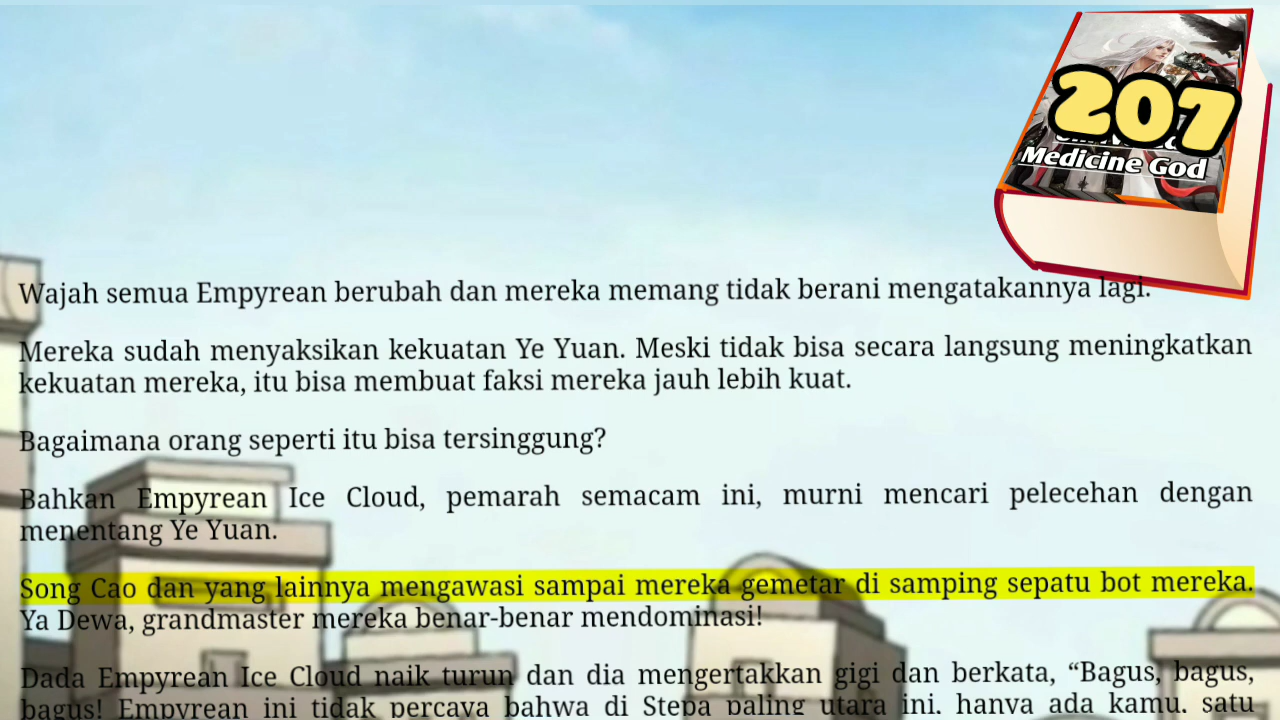 207
Medicine God
Wajah semua Empyrean berubah dan mereka memang tidak berani mengatakannya lagi.
Mereka sudah menyaksikan kekuatan Ye Yuan. Meski tidak bisa secara langsung meningkatkan
kekuatan mereka, itu bisa membuat faksi mereka jauh lebih kuat.
Bagaimana orang seperti itu bisa tersinggung?
Bahkan Empyrean Ice Cloud, pemarah semacam ini, murni mencari pelecehan dengan
menentang Ye Yuan.
Song Cao dan yang lainnya mengawasi sampai mereka gemetar di samping sepatu bot mereka.
Ya Dewa, grandmaster mereka benar-benar mendominasi!
Dada Empyrean Ice Cloud naik turun dan dia mengertakkan gigi dan berkata, “Bagus, bagus,
bagus! Empyrean ini tidak percaya bahwa di Stepa paling utara ini, hanya ada kamu, satu